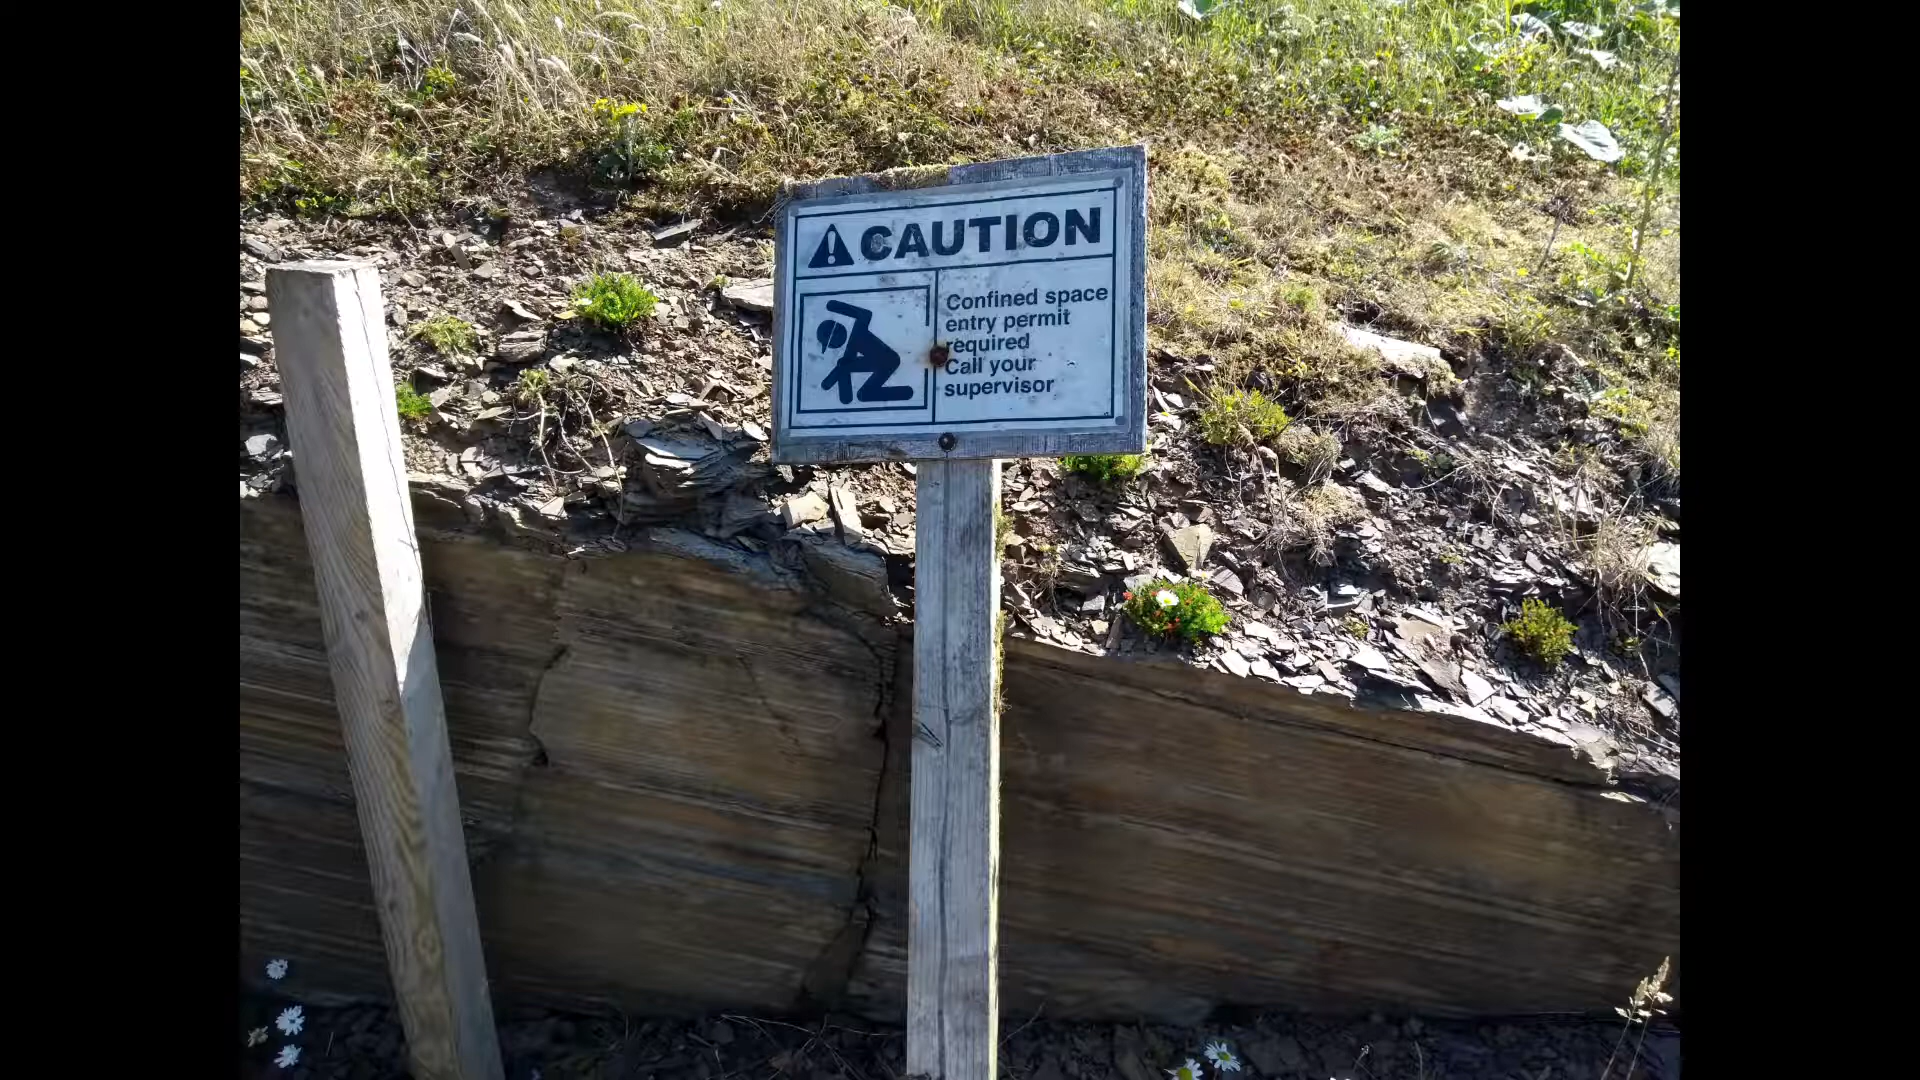 CAUTION
Confined space
entry permit
required
Call your
supervisor